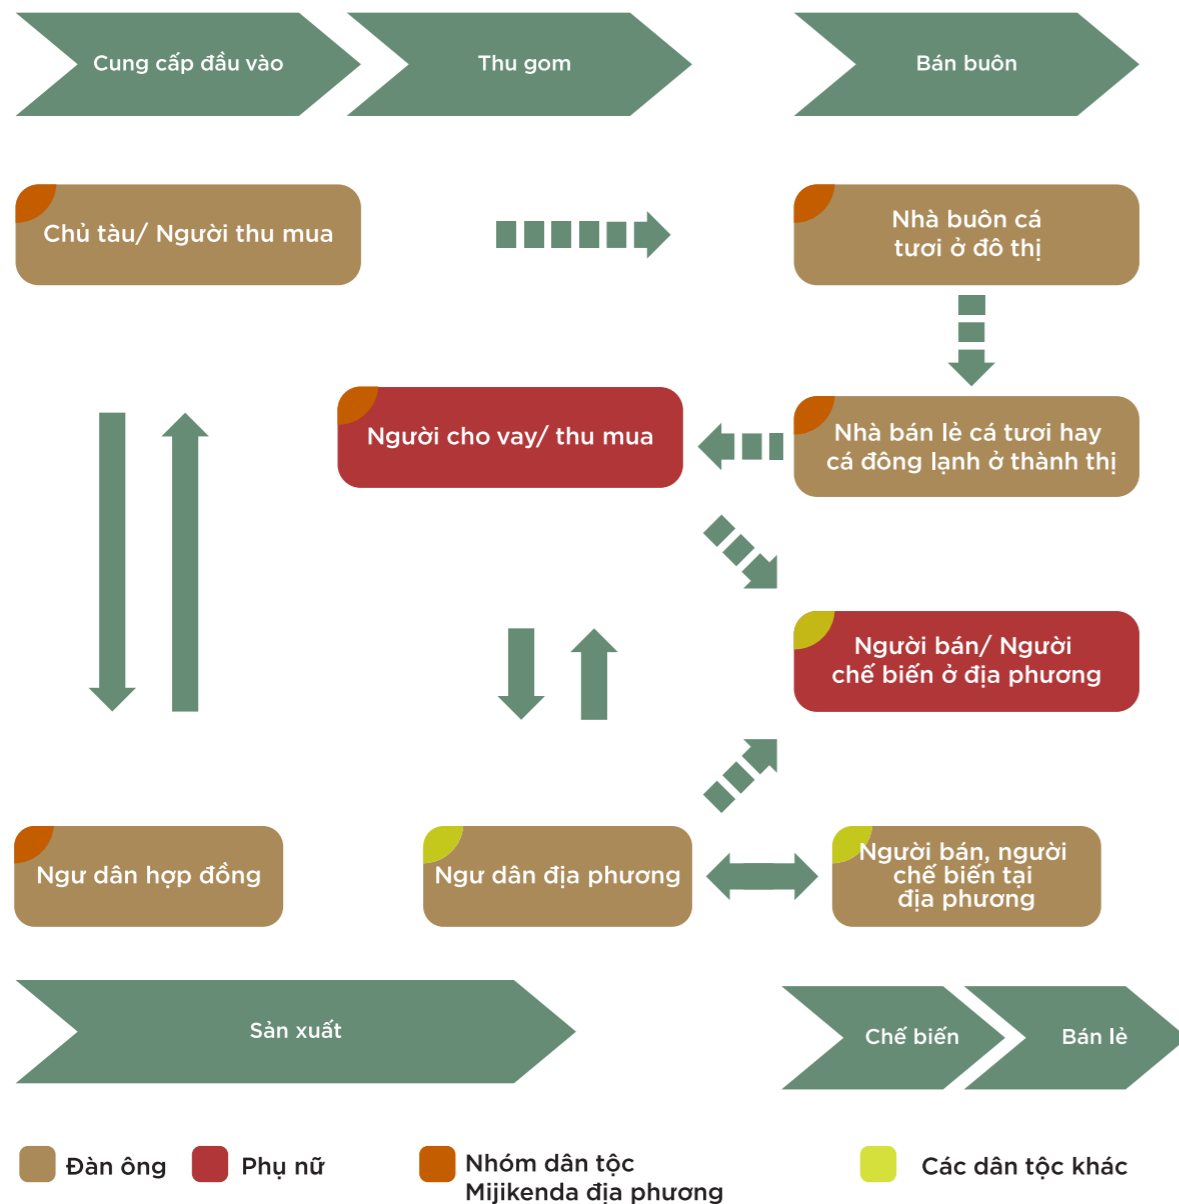 Cung cấp đầu vào
Thu gom
Bán buôn
Chủ tàu/ Người thu mua
Nhà buôn cá
tươi ở đô thị
Người cho vay/ thu mua
Nhà bán lẻ cá tươi hay
cá đông lạnh ở thành thị
Người bán/ Người
chế biến ở địa phương
Ngư dân hợp đồng
Ngư dân địa phương
Người bán, người
chế biến tại
địa phương
Sản xuất
Chế biến
Bán lẻ
Đàn ông
Phụ nữ
Nhóm dân tộc
Mijikenda địa phương
Các dân tộc khác